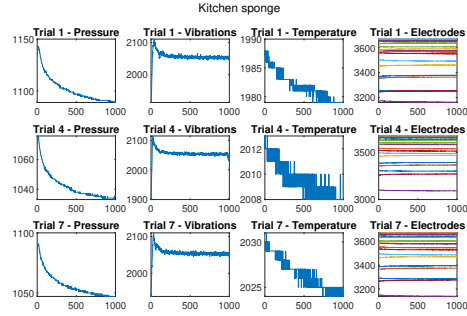 Kitchen sponge
Trial 1 - Pressure
Trial 1 - Vibrations
Trial 1 - Temperature
Trial 1 - Electrodes
1150
1100
0 500 1000
2100
2000
0 500 1000
1990
1985
1980
0 500 1000
3600
3400
3200
0 500 1000
Trial 4 - Pressure
Trial 4 - Vibrations
Trial 4 - Temperature
Trial 4 - Electrodes
1060
1040
0 500 1000
2100
2000
1900
0 500 1000
2012
2010
2008
0 500 1000
3500
3000
0 500 1000
Trial 7 - Pressure
Trial 7 - Vibrations
Trial 7 - Temperature
Trial 7 - Electrodes
1100
1050
0 500 1000
2100
2000
0 500 1000
2030
2025
0 500 1000
3600
3400
3200
0 500 1000